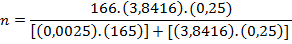 n = 166.(3,8416).(0,25) / [(0,0025).(165)] + [(3,8416).(0,25)]